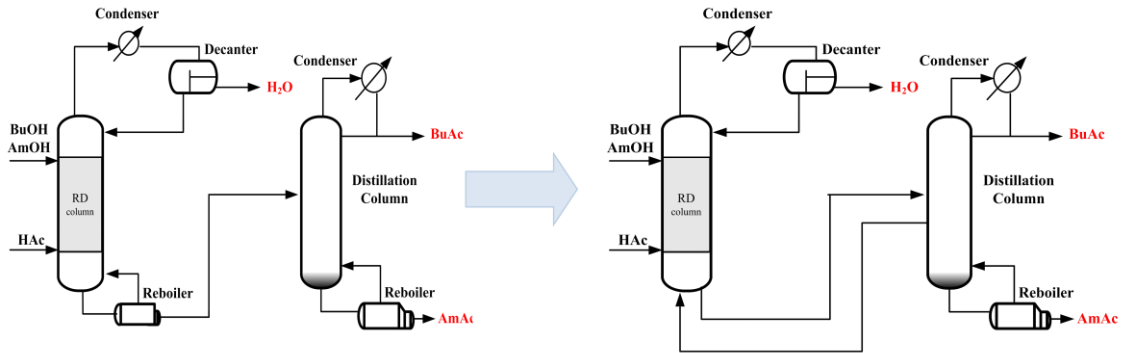 Condenser
Decanter
H₂O
Condenser
BuOH
AmOH
BuAc
RD
column
Distillation
Column
HAc
Reboiler
Reboiler
AmAc
Condenser
Decanter
H₂O
Condenser
BuOH
AmOH
BuAc
RD
column
Distillation
Column
HAc
Reboiler
AmAc